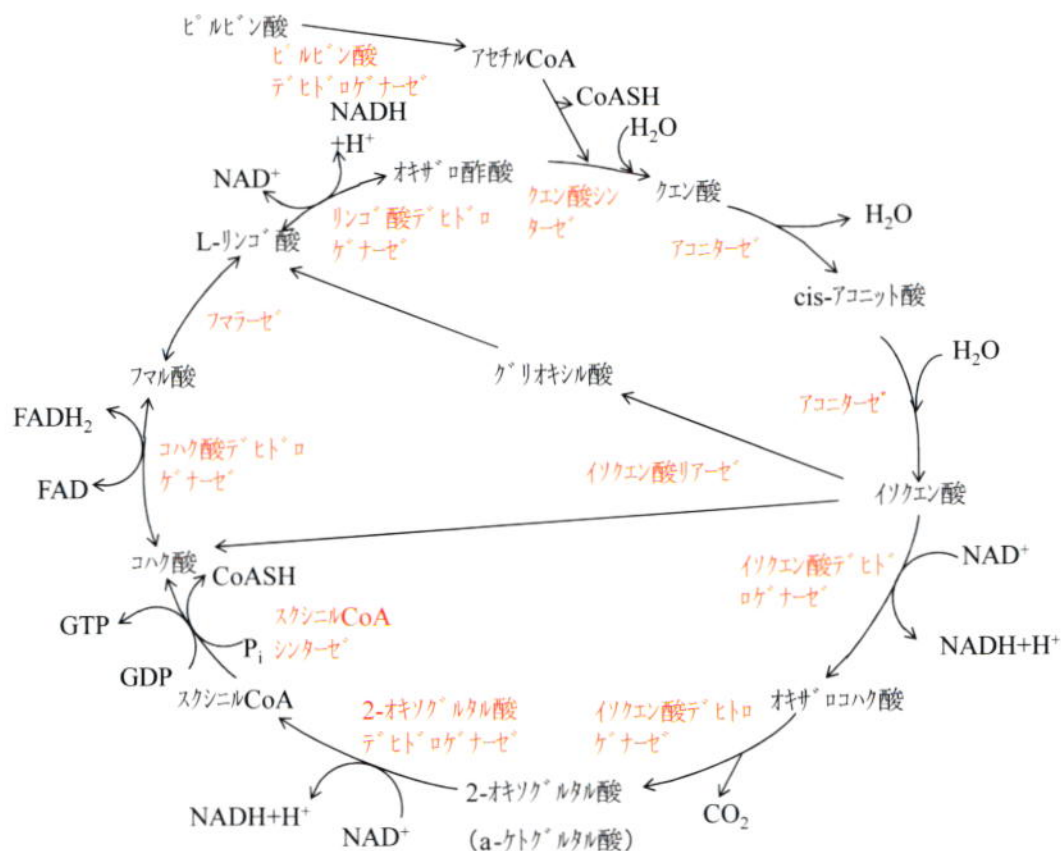 ピルビン酸
ピルビン酸
デヒドロゲナーゼ
アセチルCoA
CoASH
H₂O
NADH
+H⁺
NAD⁺
オキザロ酢酸
クエン酸シン
ターゼ
クエン酸
H₂O
リンゴ酸デヒドロ
ゲナーゼ
L-リンゴ酸
アコニターゼ
cis-アコニット酸
フマラーゼ
H₂O
フマル酸
グリオキシル酸
アコニターゼ
FADH₂
コハク酸デヒドロ
ゲナーゼ
FAD
イソクエン酸リアーゼ
イソクエン酸
コハク酸
CoASH
イソクエン酸デヒド
ロゲナーゼ
NAD⁺
GTP
スクシニルCoA
シンターゼ
Pᵢ
GDP
NADH+H⁺
スクシニルCoA
2-オキソグルタル酸
デヒドロゲナーゼ
イソクエン酸デヒトロ
ゲナーゼ
オキザロコハク酸
NADH+H⁺
NAD⁺
2-オキソグルタル酸
(a-ケトグルタル酸)
CO₂